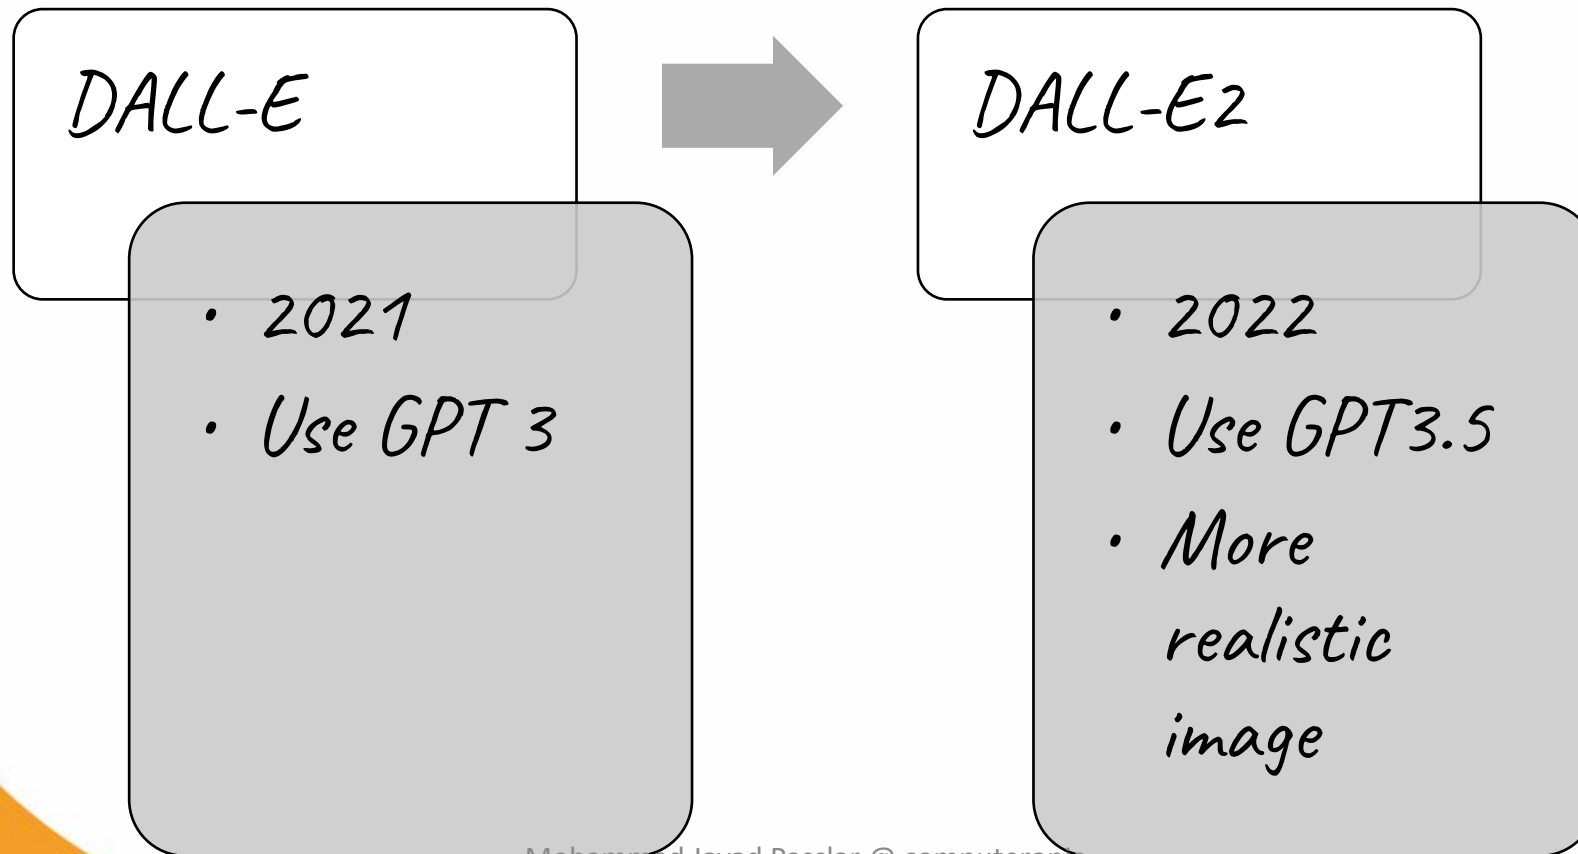 DALL-E
• 2021
• Use GPT 3
DALL-E2
• 2022
• Use GPT3.5
• More
realistic
image